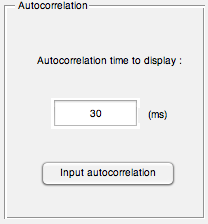 Autocorrelation
Autocorrelation time to display :
30 (ms)
Input autocorrelation